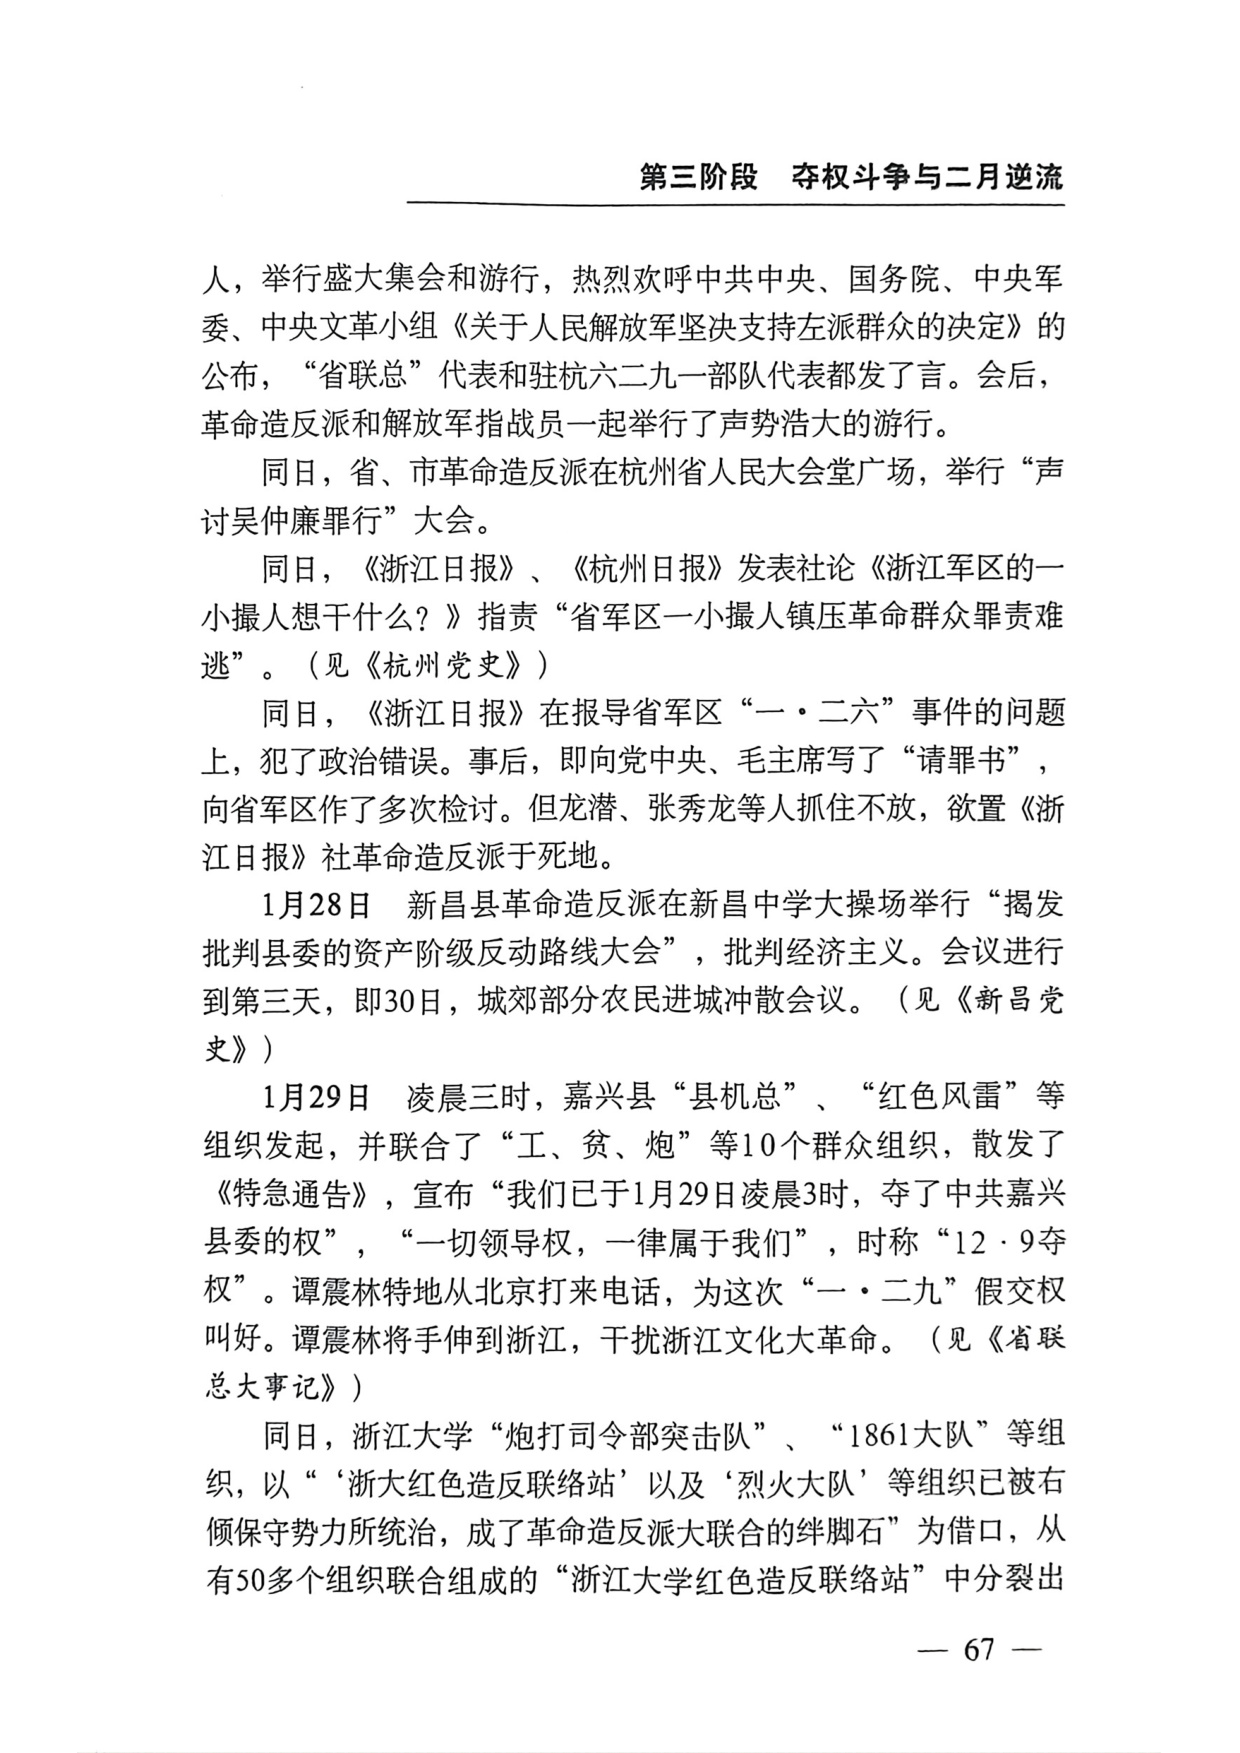 第三阶段　夺权斗争与二月逆流
人，举行盛大集会和游行，热烈欢呼中共中央、国务院、中央军
委、中央文革小组《关于人民解放军坚决支持左派群众的决定》的
公布，“省联总”代表和驻杭六二九一部队代表都发了言。会后，
革命造反派和解放军指战员一起举行了声势浩大的游行。
同日，省、市革命造反派在杭州省人民大会堂广场，举行“声
讨吴仲廉罪行”大会。
同日，《浙江日报》、《杭州日报》发表社论《浙江军区的一
小撮人想干什么？》指责“省军区一小撮人镇压革命群众罪责难
逃”。（见《杭州党史》）
同日，《浙江日报》在报导省军区“一·二六”事件的问题
上，犯了政治错误。事后，即向党中央、毛主席写了“请罪书”，
向省军区作了多次检讨。但龙潜、张秀龙等人抓住不放，欲置《浙
江日报》社革命造反派于死地。
1月28日　新昌县革命造反派在新昌中学大操场举行“揭发
批判县委的资产阶级反动路线大会”，批判经济主义。会议进行
到第三天，即30日，城郊部分农民进城冲散会议。（见《新昌党
史》）
1月29日　凌晨三时，嘉兴县“县机总”、“红色风雷”等
组织发起，并联合了“工、贫、炮”等10个群众组织，散发了
《特急通告》，宣布“我们已于1月29日凌晨3时，夺了中共嘉兴
县委的权”，“一切领导权，一律属于我们”，时称“12·9夺
权”。谭震林特地从北京打来电话，为这次“一·二九”假交权
叫好。谭震林将手伸到浙江，干扰浙江文化大革命。（见《省联
总大事记》）
同日，浙江大学“炮打司令部突击队”、“1861大队”等组
织，以“‘浙大红色造反联络站’以及‘烈火大队’等组织已被右
倾保守势力所统治，成了革命造反派大联合的绊脚石”为借口，从
有50多个组织联合组成的“浙江大学红色造反联络站”中分裂出
— 67 —